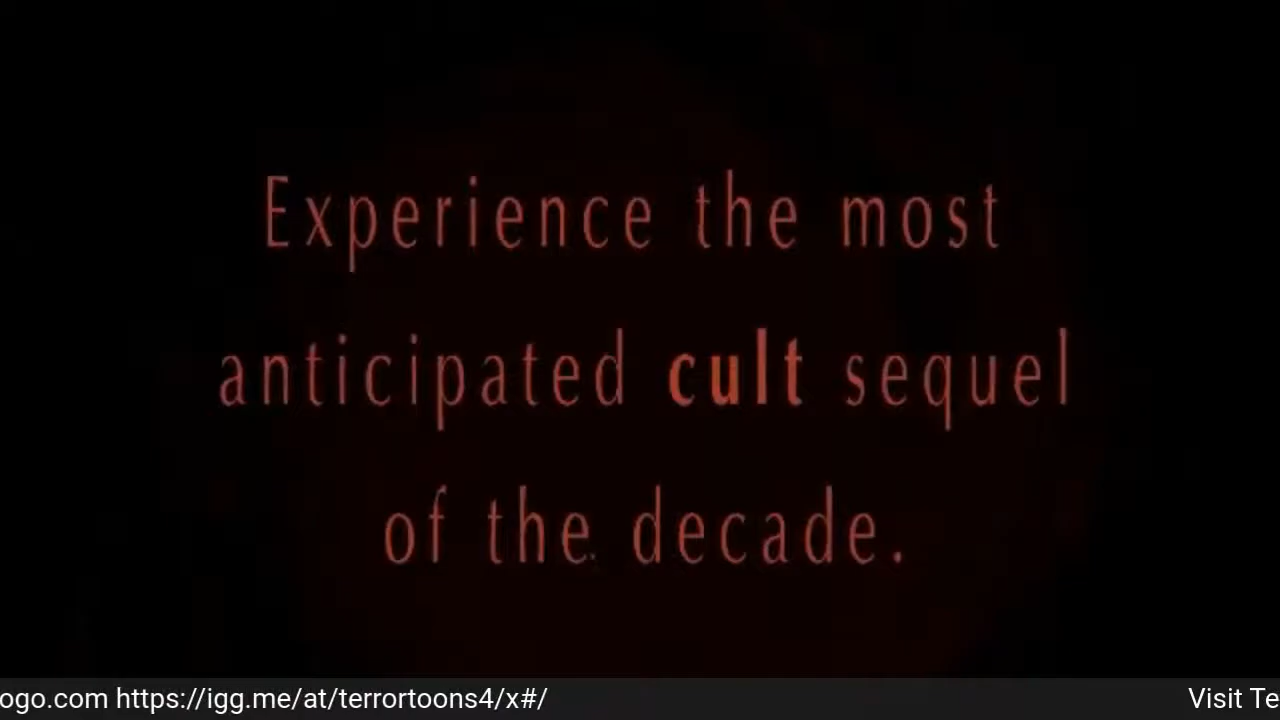 Experience the most
anticipated cult sequel
of the decade.
ogo.com https://igg.me/at/terrortoons4/x#/ Visit Te